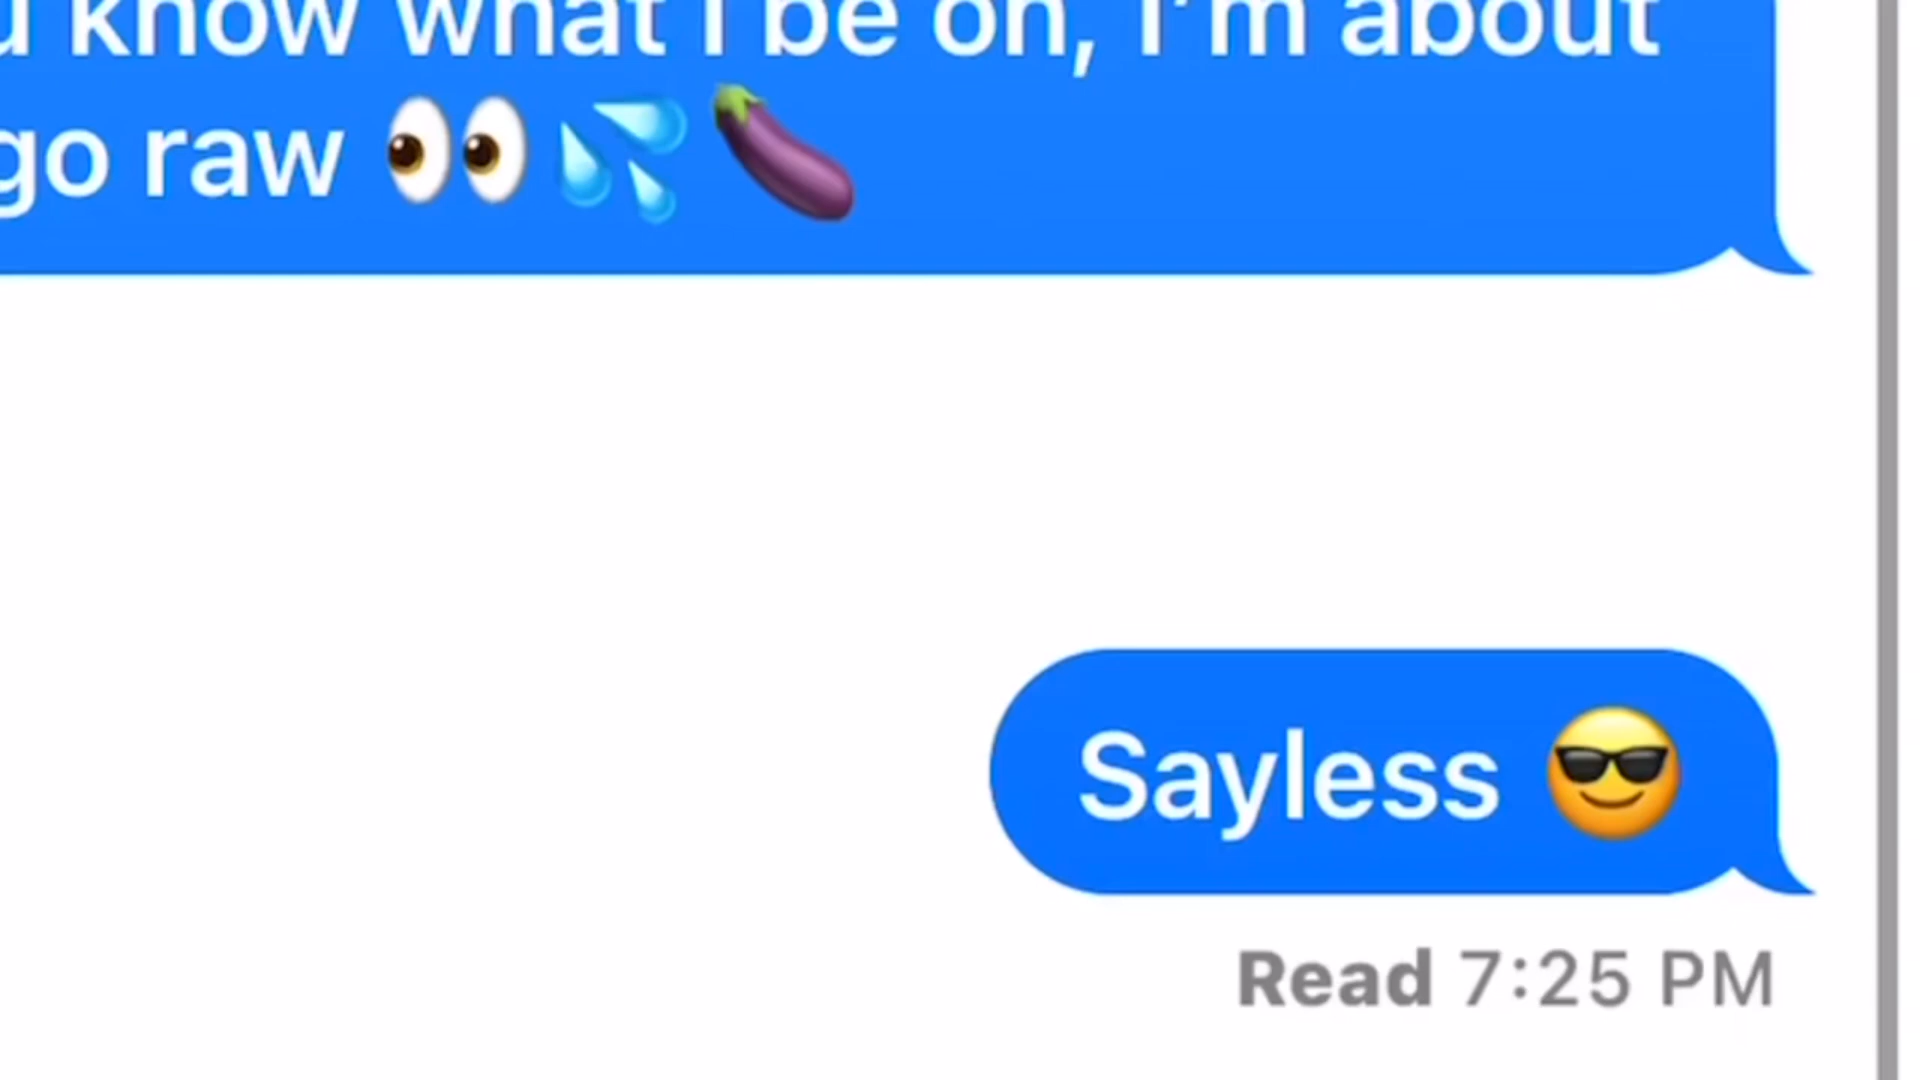 know what I be on, I'm about
go raw 👀💦🍆
Sayless 😎
Read 7:25 PM